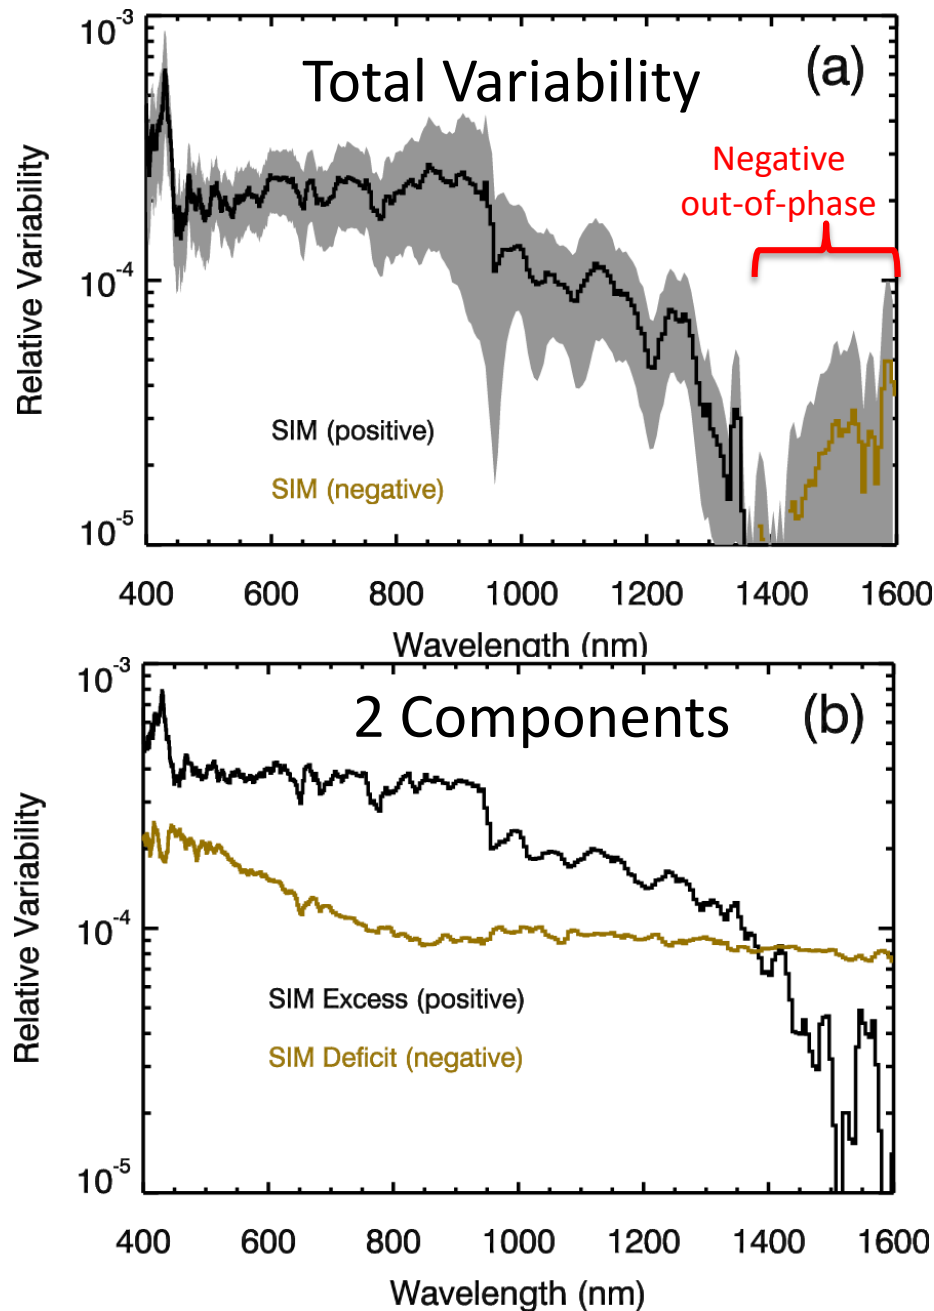 Total Variability
(a)
Negative
out-of-phase
SIM (positive)
SIM (negative)
Relative Variability
10-3
10-4
10-5
400 600 800 1000 1200 1400 1600
Wavelength (nm)
2 Components
(b)
SIM Excess (positive)
SIM Deficit (negative)
Relative Variability
10-3
10-4
10-5
400 600 800 1000 1200 1400 1600
Wavelength (nm)